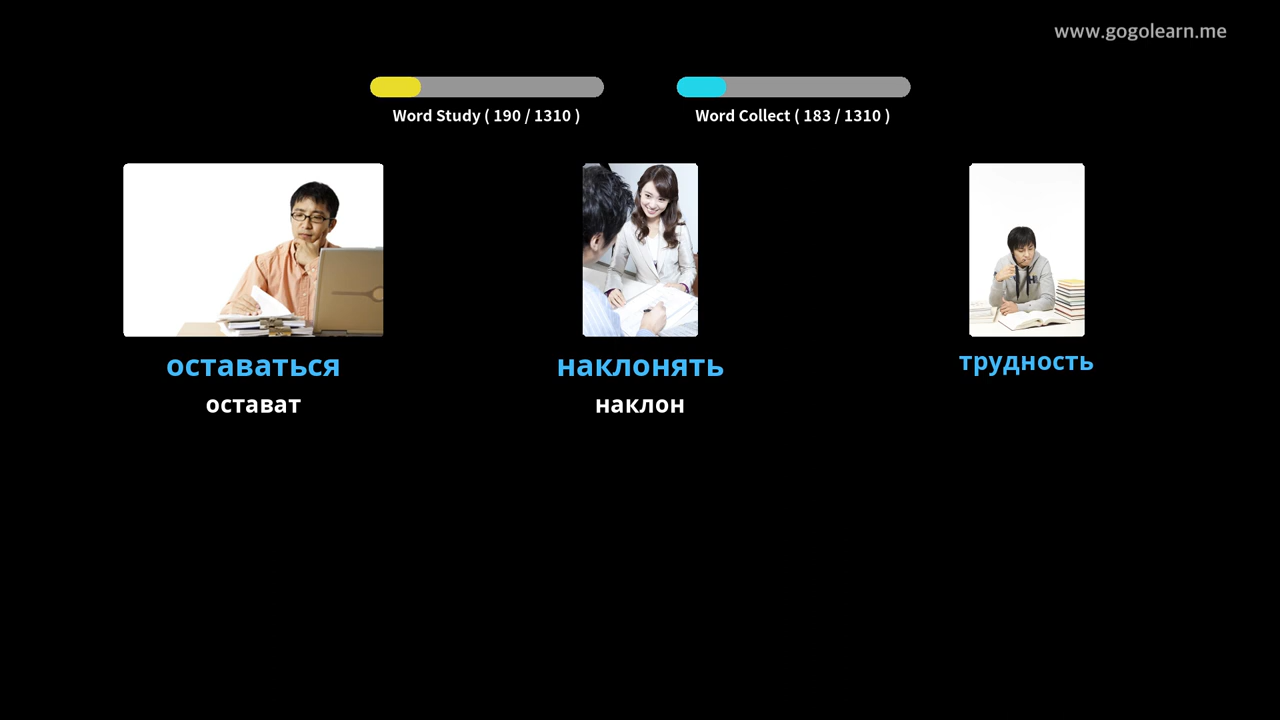 www.gogolearn.me
Word Study ( 190 / 1310 )
Word Collect ( 183 / 1310 )
оставаться
остават
наклонять
наклон
трудность